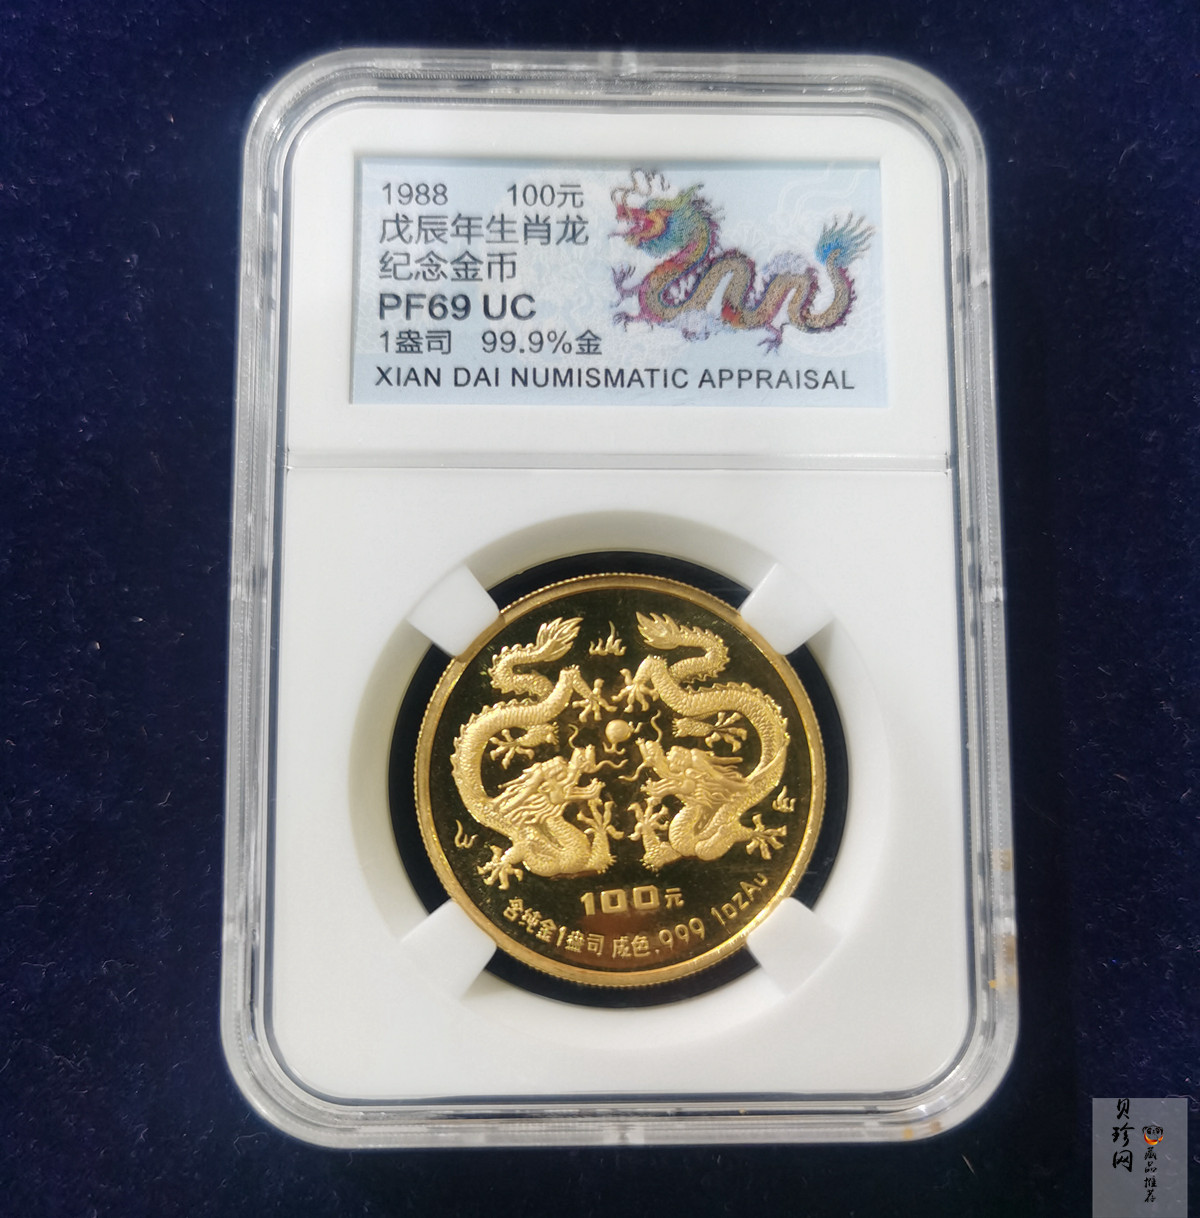 1988 100元
戊辰年生肖龙
纪念金币
PF69 UC
1盎司 99.9%金
XIAN DAI NUMISMATIC APPRAISAL
100元
含纯金1盎司 成色.999 1ozAu
贝珍网
藏品推荐